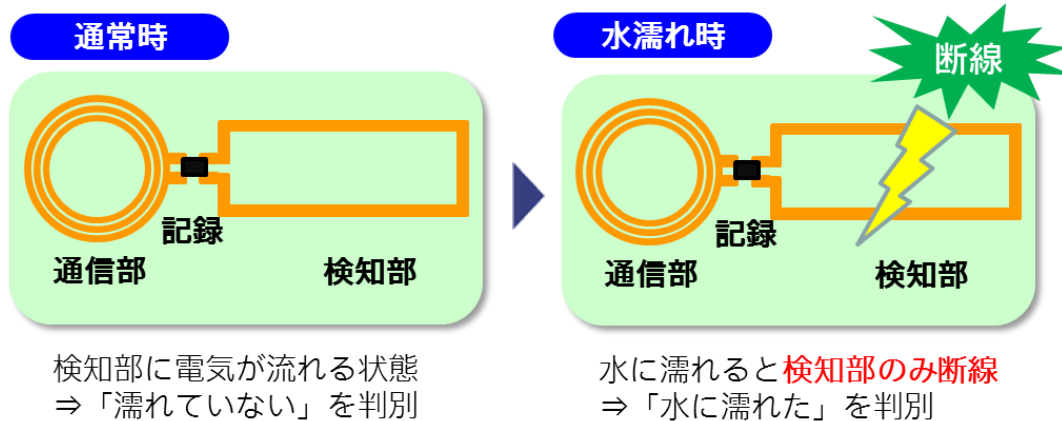 通常時
記録
通信部
検知部
検知部に電気が流れる状態
⇒「濡れていない」を判別
水濡れ時
断線
記録
通信部
検知部
水に濡れると検知部のみ断線
⇒「水に濡れた」を判別